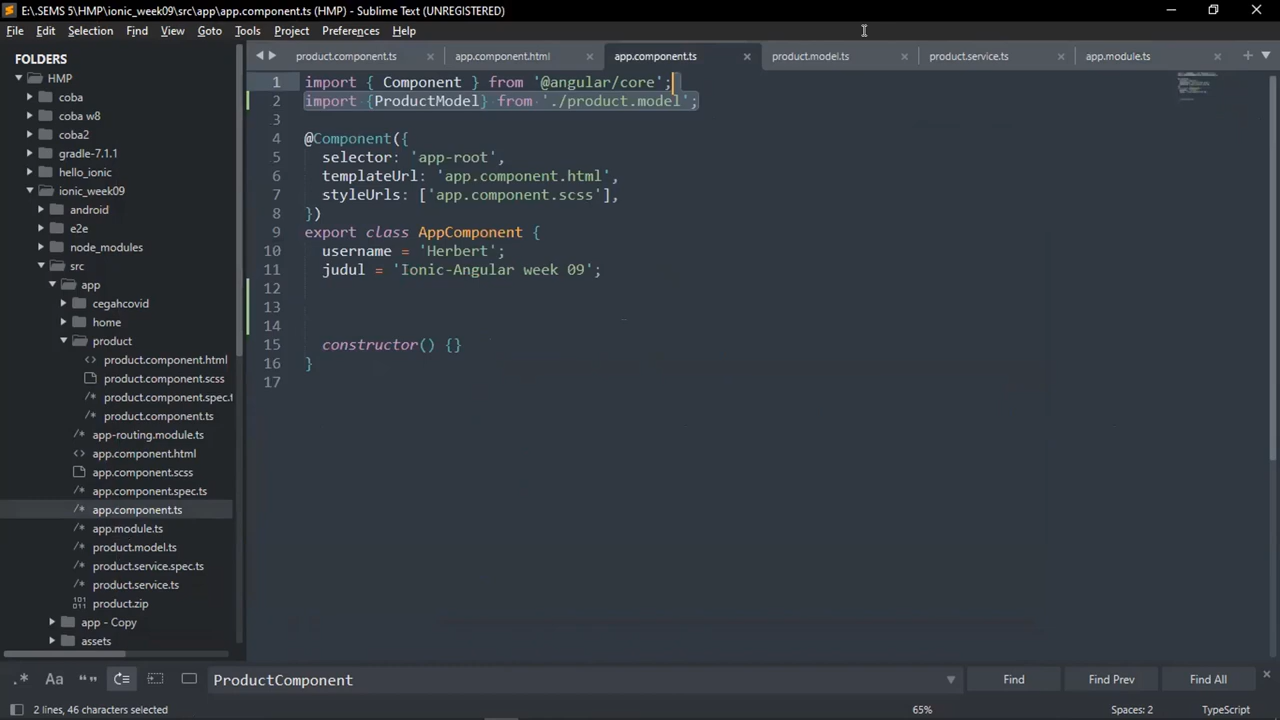 E:\.SEMS 5\HMP\ionic_week09\src\app\app.component.ts (HMP) - Sublime Text (UNREGISTERED)
File Edit Selection Find View Goto Tools Project Preferences Help
FOLDERS
HMP
coba
coba w8
coba2
gradle-7.1.1
hello_ionic
ionic_week09
android
e2e
node_modules
src
app
cegahcovid
home
product
product.component.html
product.component.scss
product.component.spec.t
product.component.ts
app-routing.module.ts
app.component.html
app.component.scss
app.component.spec.ts
app.component.ts
app.module.ts
product.model.ts
product.service.spec.ts
product.service.ts
product.zip
app - Copy
assets
product.component.ts app.component.html app.component.ts product.model.ts product.service.ts app.module.ts
1 import { Component } from '@angular/core';
2 import {ProductModel} from './product.model';
3
4 @Component({
5 selector: 'app-root',
6 templateUrl: 'app.component.html',
7 styleUrls: ['app.component.scss'],
8 })
9 export class AppComponent {
10 username = 'Herbert';
11 judul = 'Ionic-Angular week 09';
12
13
14
15 constructor() {}
16 }
17
.* Aa “” ProductComponent Find Find Prev Find All
2 lines, 46 characters selected 65% Spaces: 2 TypeScript